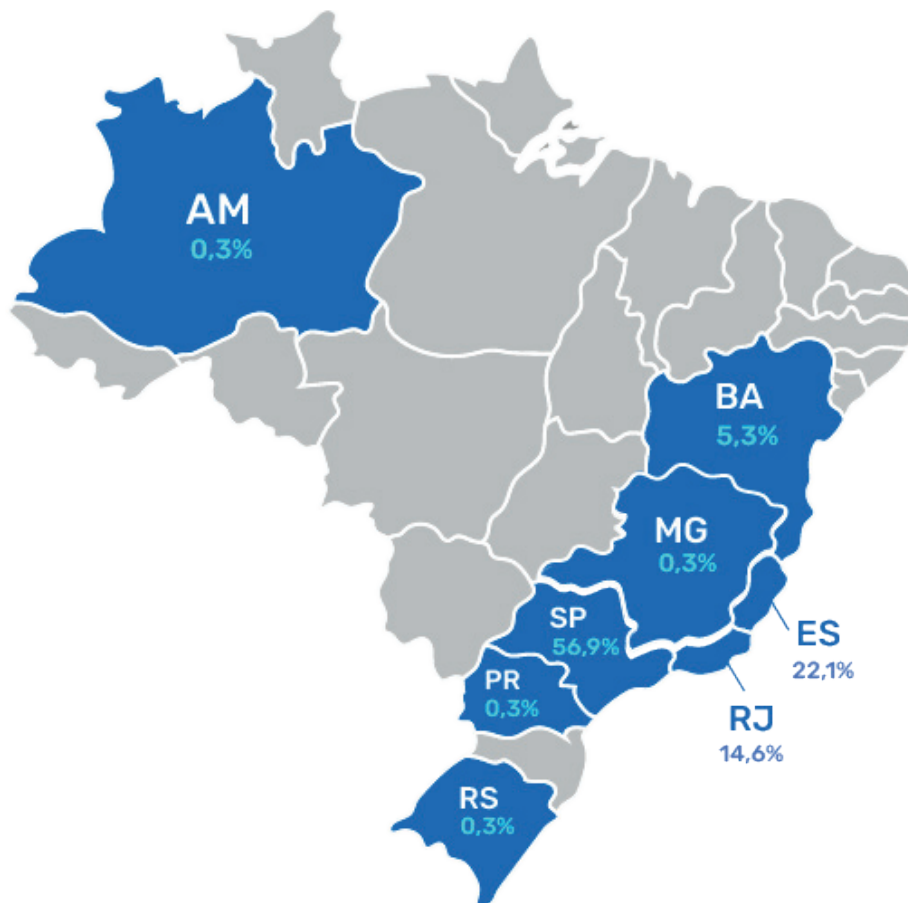 AM
0,3%
BA
5,3%
MG
0,3%
SP
56,9%
ES
22,1%
PR
0,3%
RJ
14,6%
RS
0,3%